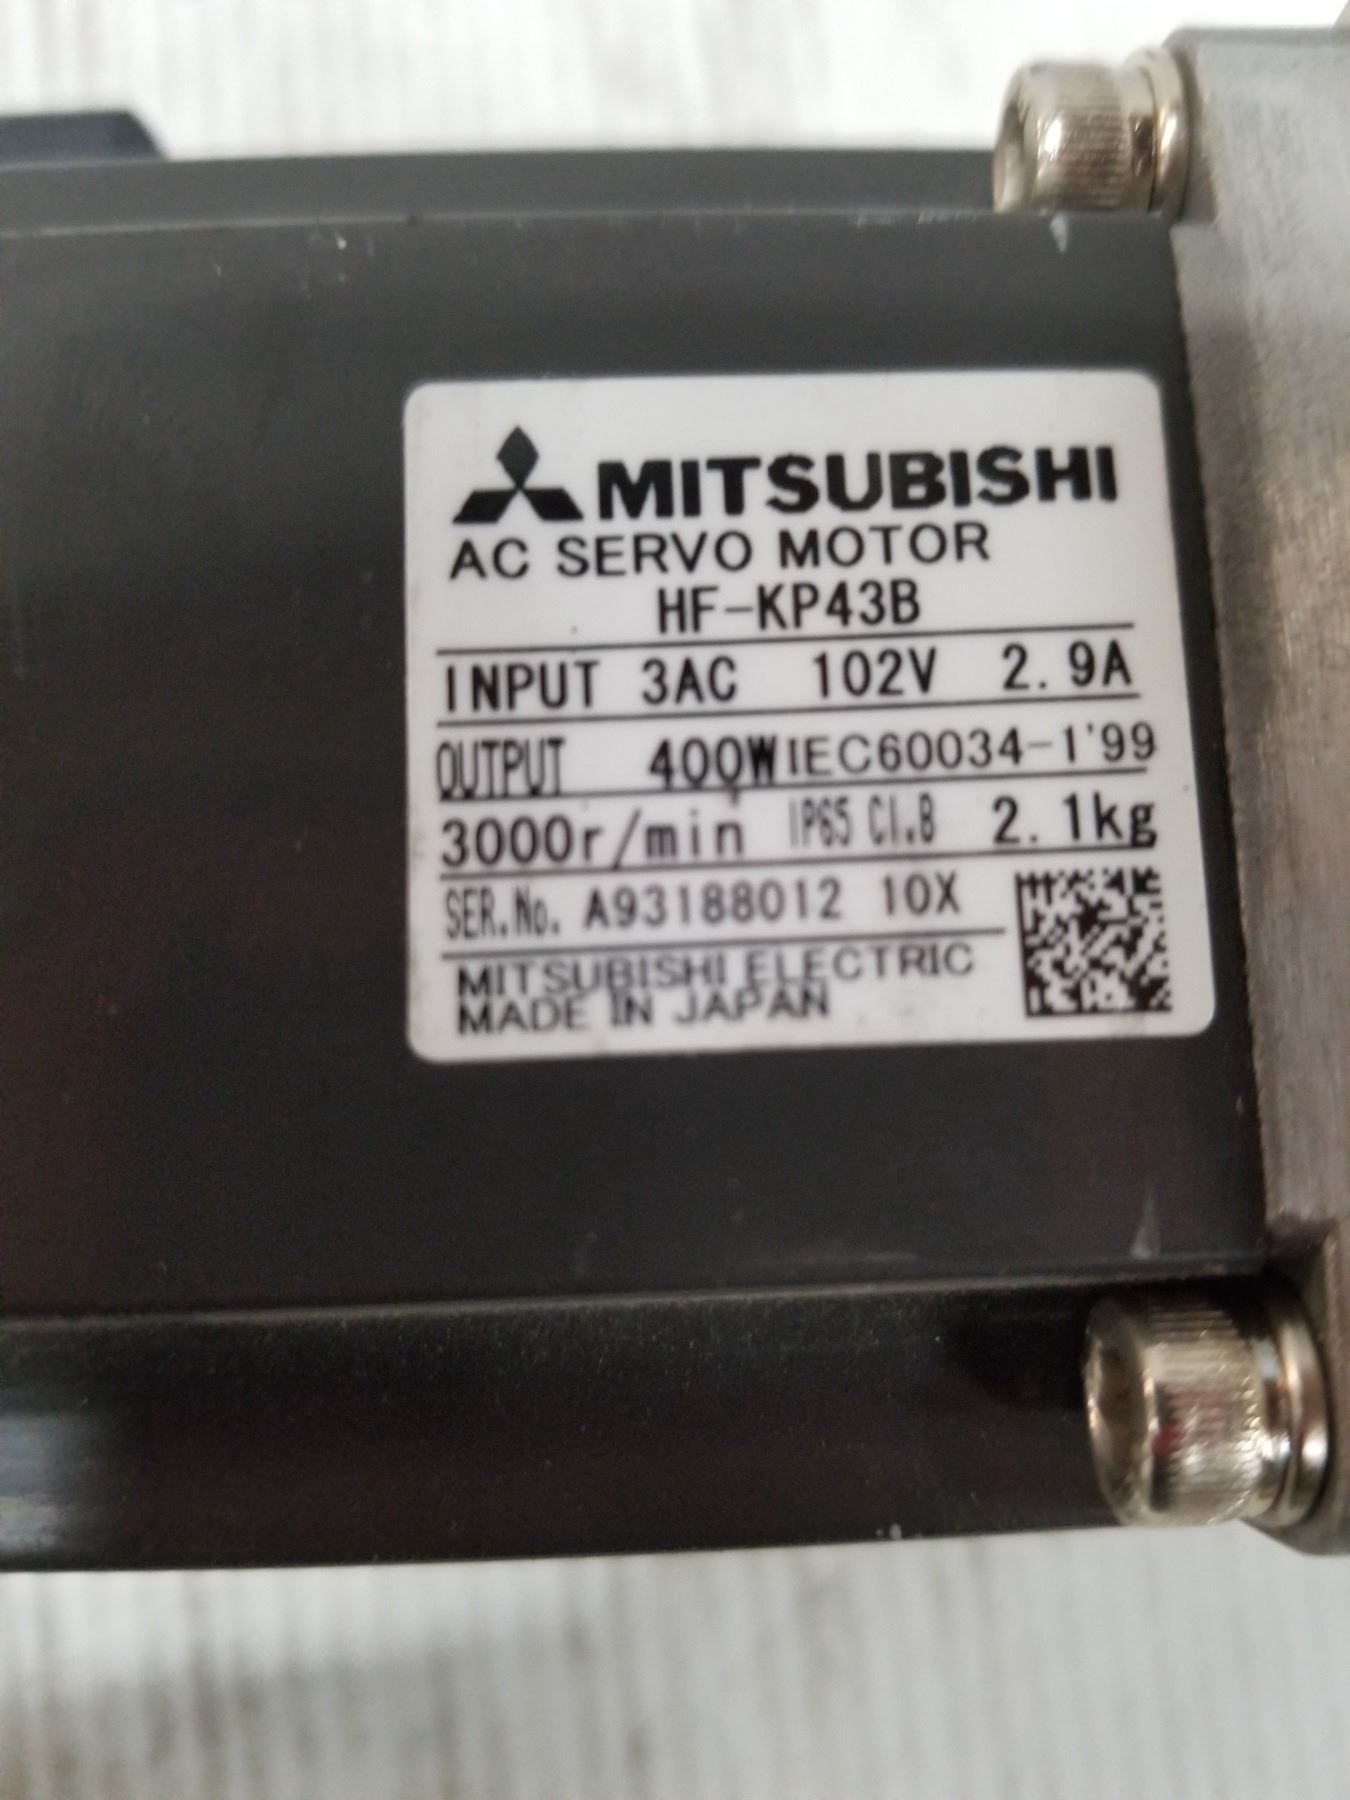 MITSUBISHI
AC SERVO MOTOR
HF-KP43B
INPUT 3AC 102V 2.9A
OUTPUT 400W IEC60034-1'99
3000r/min IP65 Cl.B 2.1kg
SER.No. A93188012 10X
MITSUBISHI ELECTRIC
MADE IN JAPAN